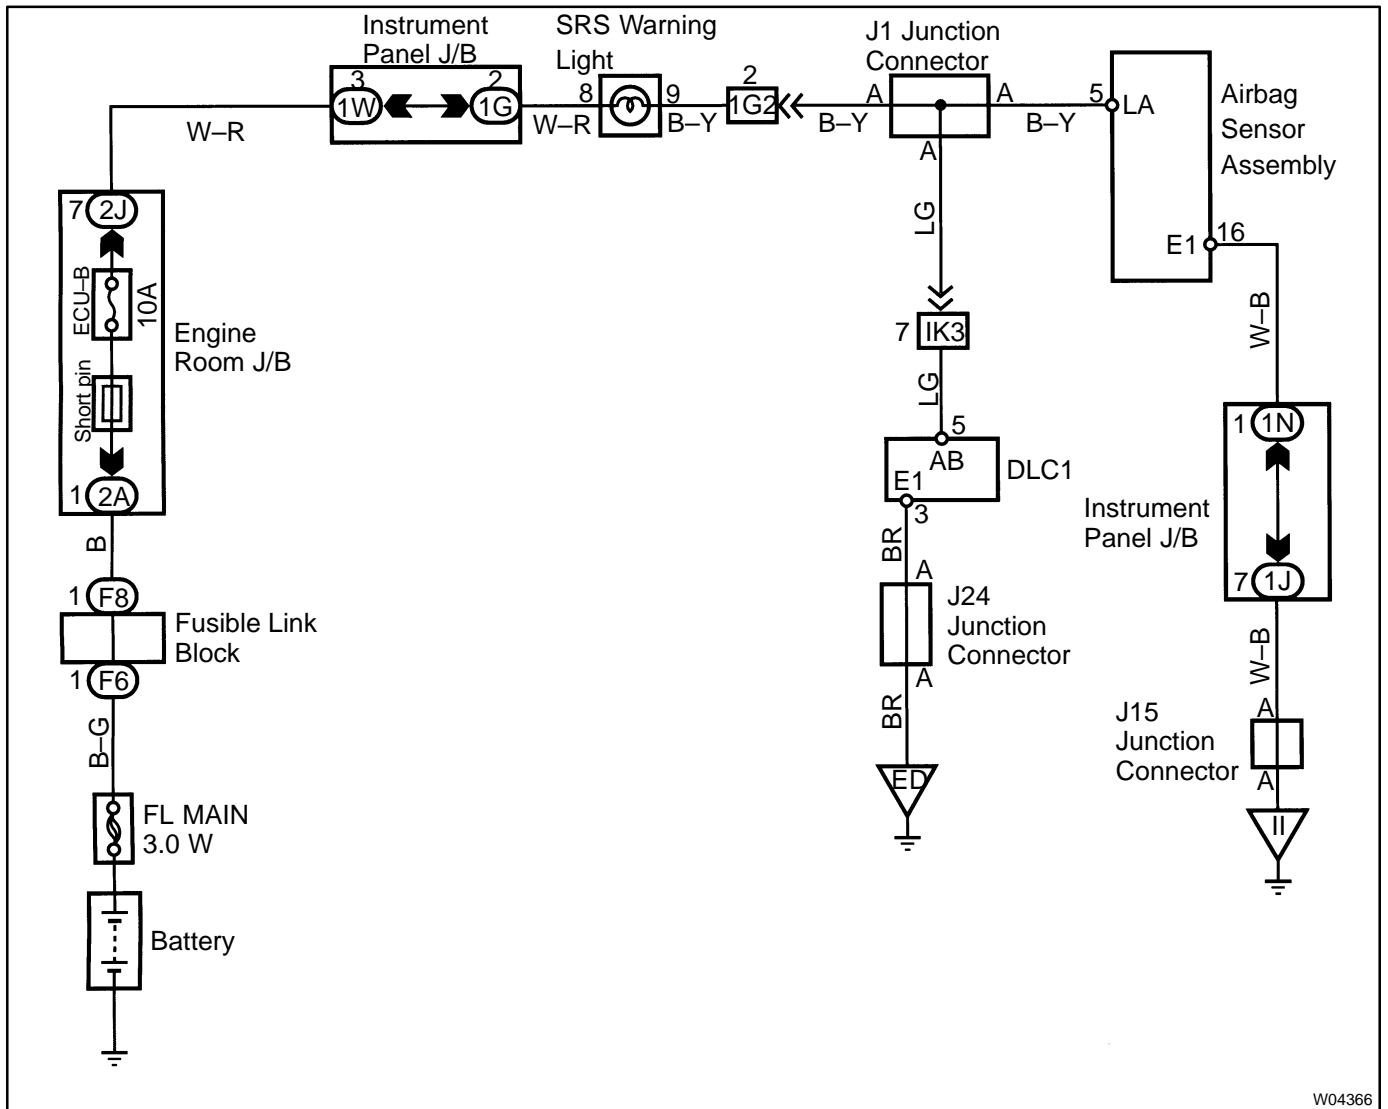 Instrument
Panel J/B
SRS Warning
Light
J1 Junction
Connector
3
1W
2
1G
8
9
2
1G2
A
A
A
5
LA
Airbag
Sensor
Assembly
W–R
W–R
B–Y
B–Y
B–Y
7
2J
ECU–B
10A
Short pin
Engine
Room J/B
1
2A
LG
E1
16
7
IK3
LG
W–B
5
AB
E1
DLC1
3
1
1N
Instrument
Panel J/B
7
1J
B
1
F8
Fusible Link
Block
1
F6
BR
A
J24
Junction
Connector
A
BR
ED
W–B
J15
Junction
Connector
A
A
II
B–G
FL MAIN
3.0 W
Battery
W04366